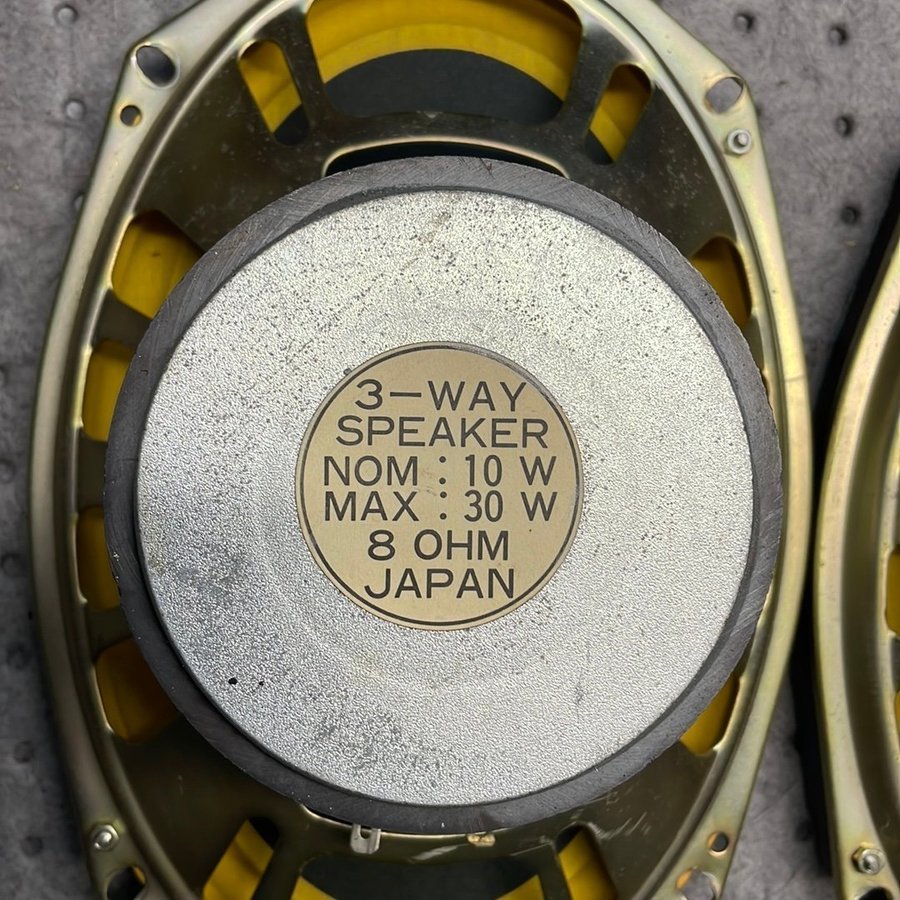 3-WAY
SPEAKER
NOM : 10 W
MAX : 30 W
8 OHM
JAPAN